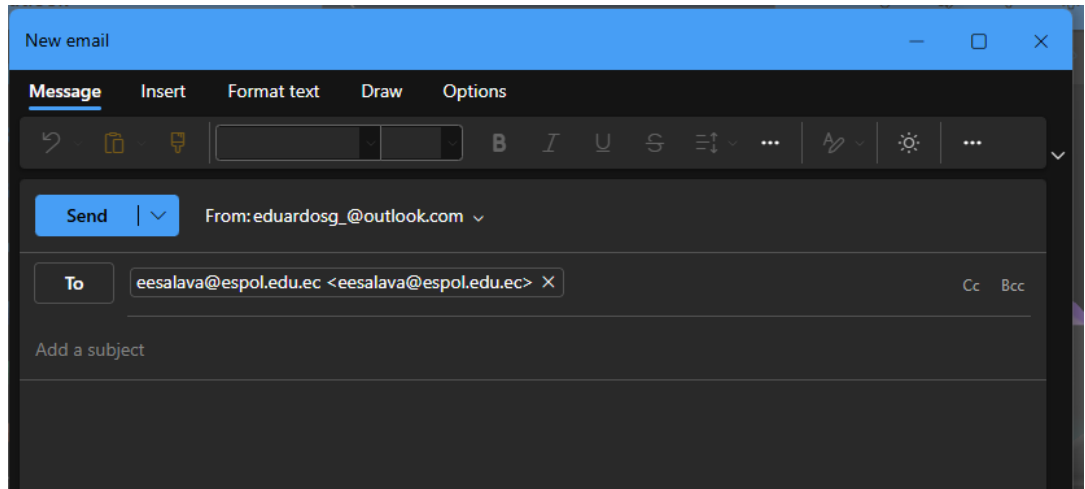 New email
Message Insert Format text Draw Options
B I U S
Send From: eduardosg_@outlook.com
To eesalava@espol.edu.ec <eesalava@espol.edu.ec>
Cc Bcc
Add a subject